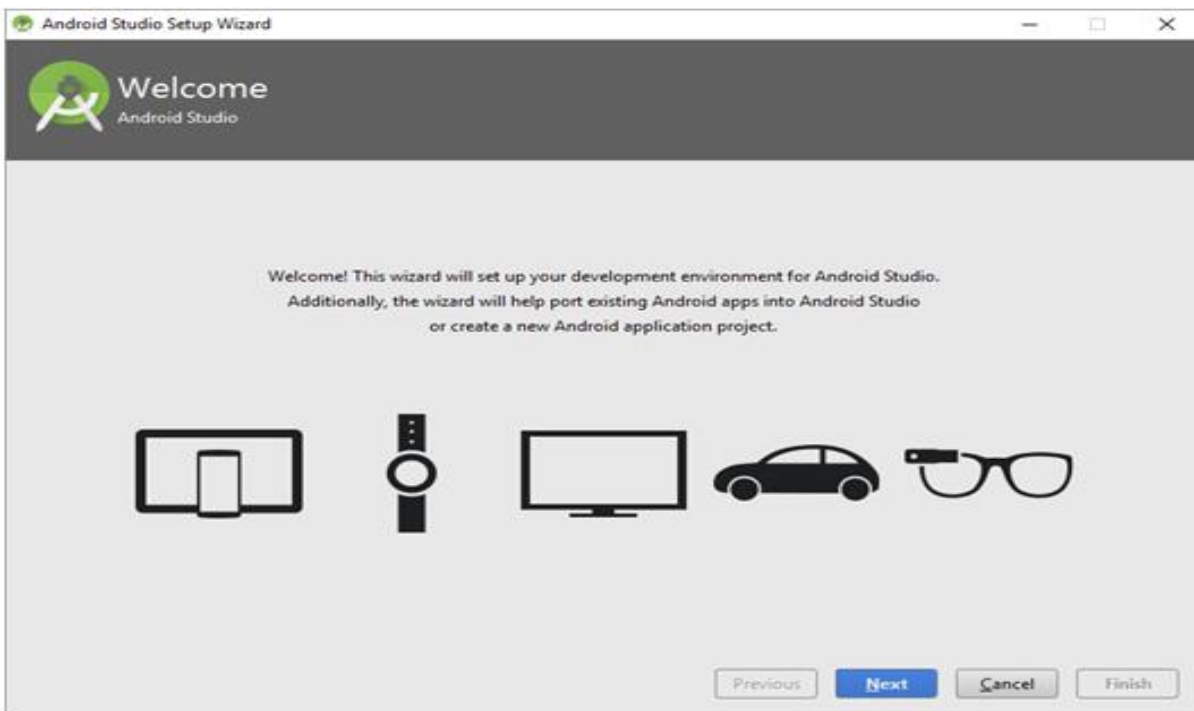 Android Studio Setup Wizard
Welcome
Android Studio
Welcome! This wizard will set up your development environment for Android Studio.
Additionally, the wizard will help port existing Android apps into Android Studio
or create a new Android application project.
Previous Next Cancel Finish